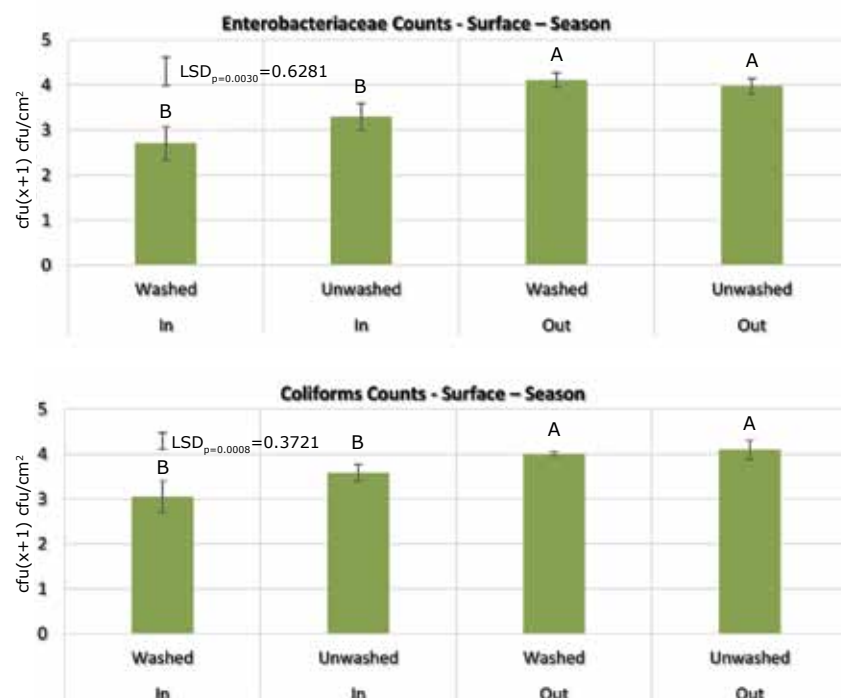 Enterobacteriaceae Counts - Surface – Season
5
4
3
2
1
0
cfu(x+1) cfu/cm²
LSDp=0.0030=0.6281
B
B
A
A
Washed Unwashed Washed Unwashed
In In Out Out
Coliforms Counts - Surface – Season
5
4
3
2
1
0
cfu(x+1) cfu/cm²
LSDp=0.0008=0.3721
B
B
A
A
Washed Unwashed Washed Unwashed
In In Out Out